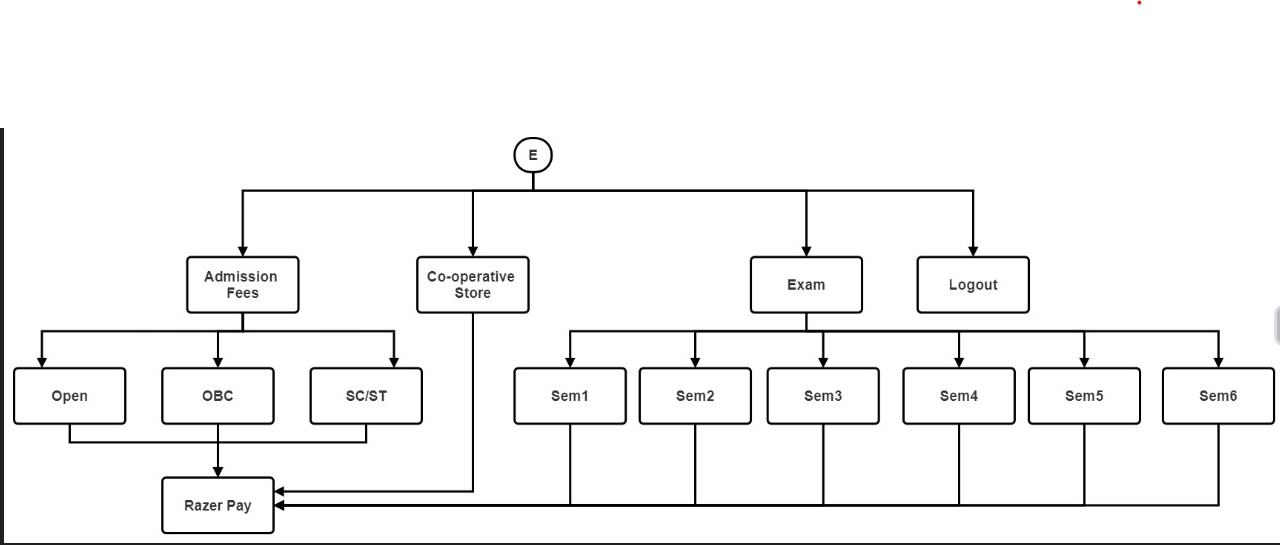 E
Admission
Fees
Co-operative
Store
Exam
Logout
Open
OBC
SC/ST
Sem1
Sem2
Sem3
Sem4
Sem5
Sem6
Razer Pay